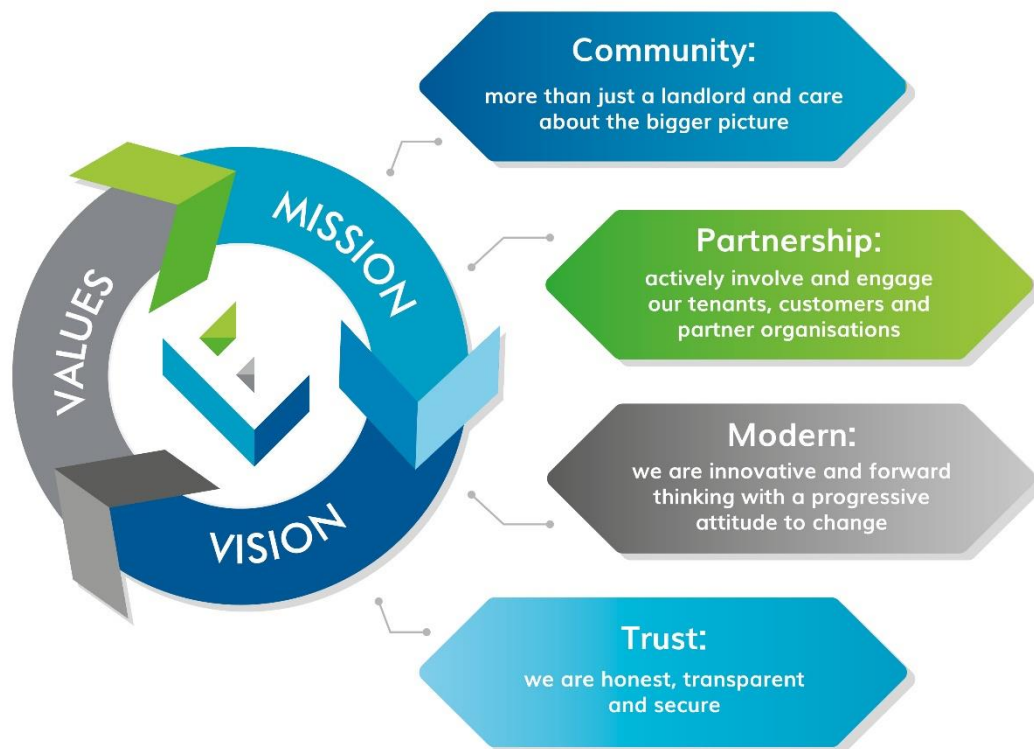 Community:
more than just a landlord and care
about the bigger picture
MISSION
VALUES
VISION
Partnership:
actively involve and engage
our tenants, customers and
partner organisations
Modern:
we are innovative and forward
thinking with a progressive
attitude to change
Trust:
we are honest, transparent
and secure